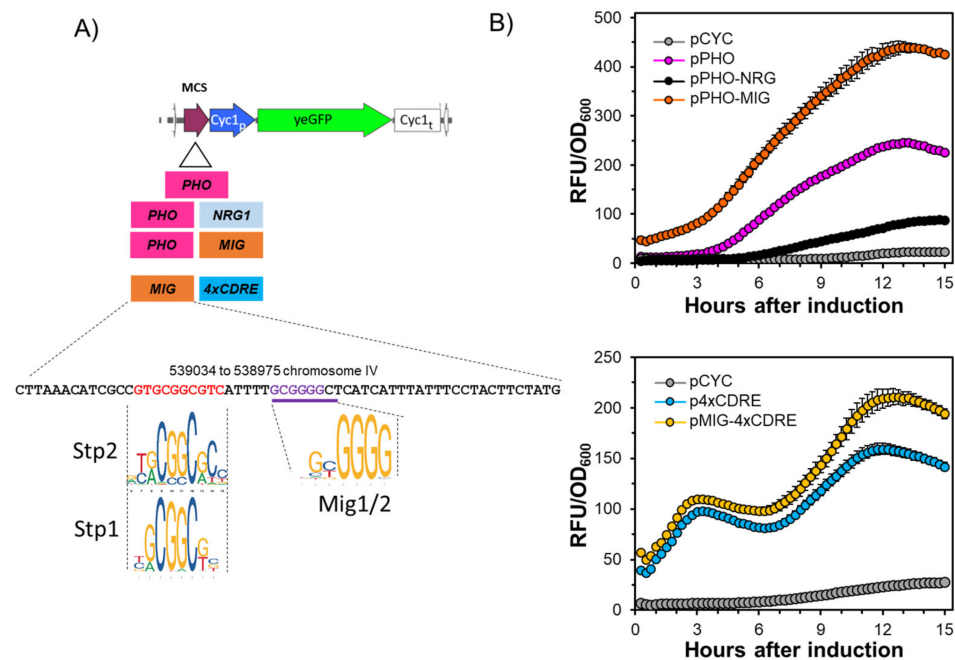 A)
MCS
Cyc1p
yeGFP
Cyc1t
PHO
PHO NRG1
PHO MIG
MIG 4xCDRE
539034 to 538975 chromosome IV
CTTAAACATCGCCGTGCGGCGTCATTTTGCGGGGCTCATCATTTATTTCCTACTTCTATG
Stp2
Stp1
Mig1/2
B)
500
400
300
200
100
0
RFU/OD600
pCYC
pPHO
pPHO-NRG
pPHO-MIG
0 3 6 9 12 15
Hours after induction
250
200
150
100
50
0
RFU/OD600
pCYC
p4xCDRE
pMIG-4xCDRE
0 3 6 9 12 15
Hours after induction